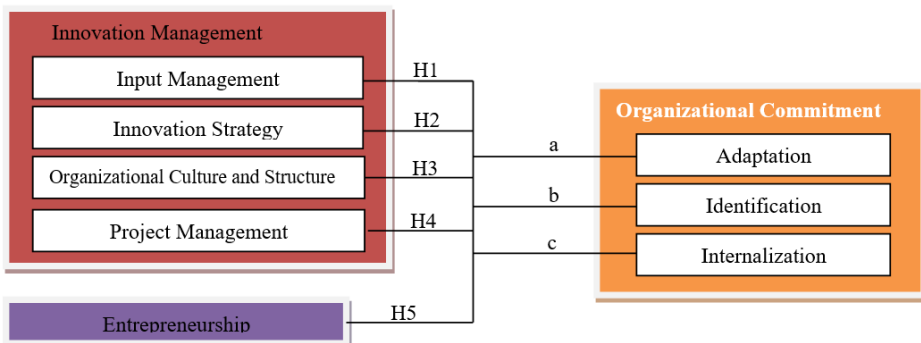 Innovation Management
Input Management
Innovation Strategy
Organizational Culture and Structure
Project Management
Entrepreneurship
H1
H2
H3
H4
H5
a
b
c
Organizational Commitment
Adaptation
Identification
Internalization